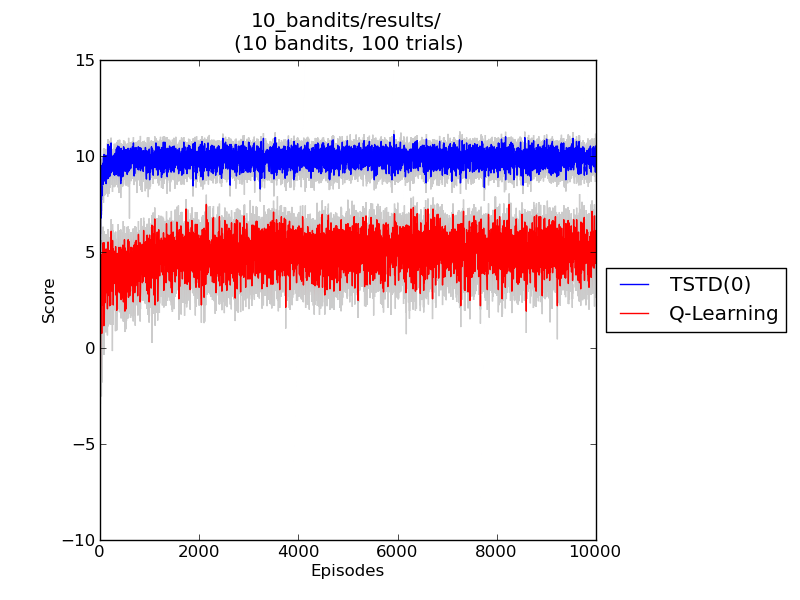 10_bandits/results/
(10 bandits, 100 trials)
15
10
5
0
−5
−10
Score
0 2000 4000 6000 8000 10000
Episodes
TSTD(0)
Q-Learning